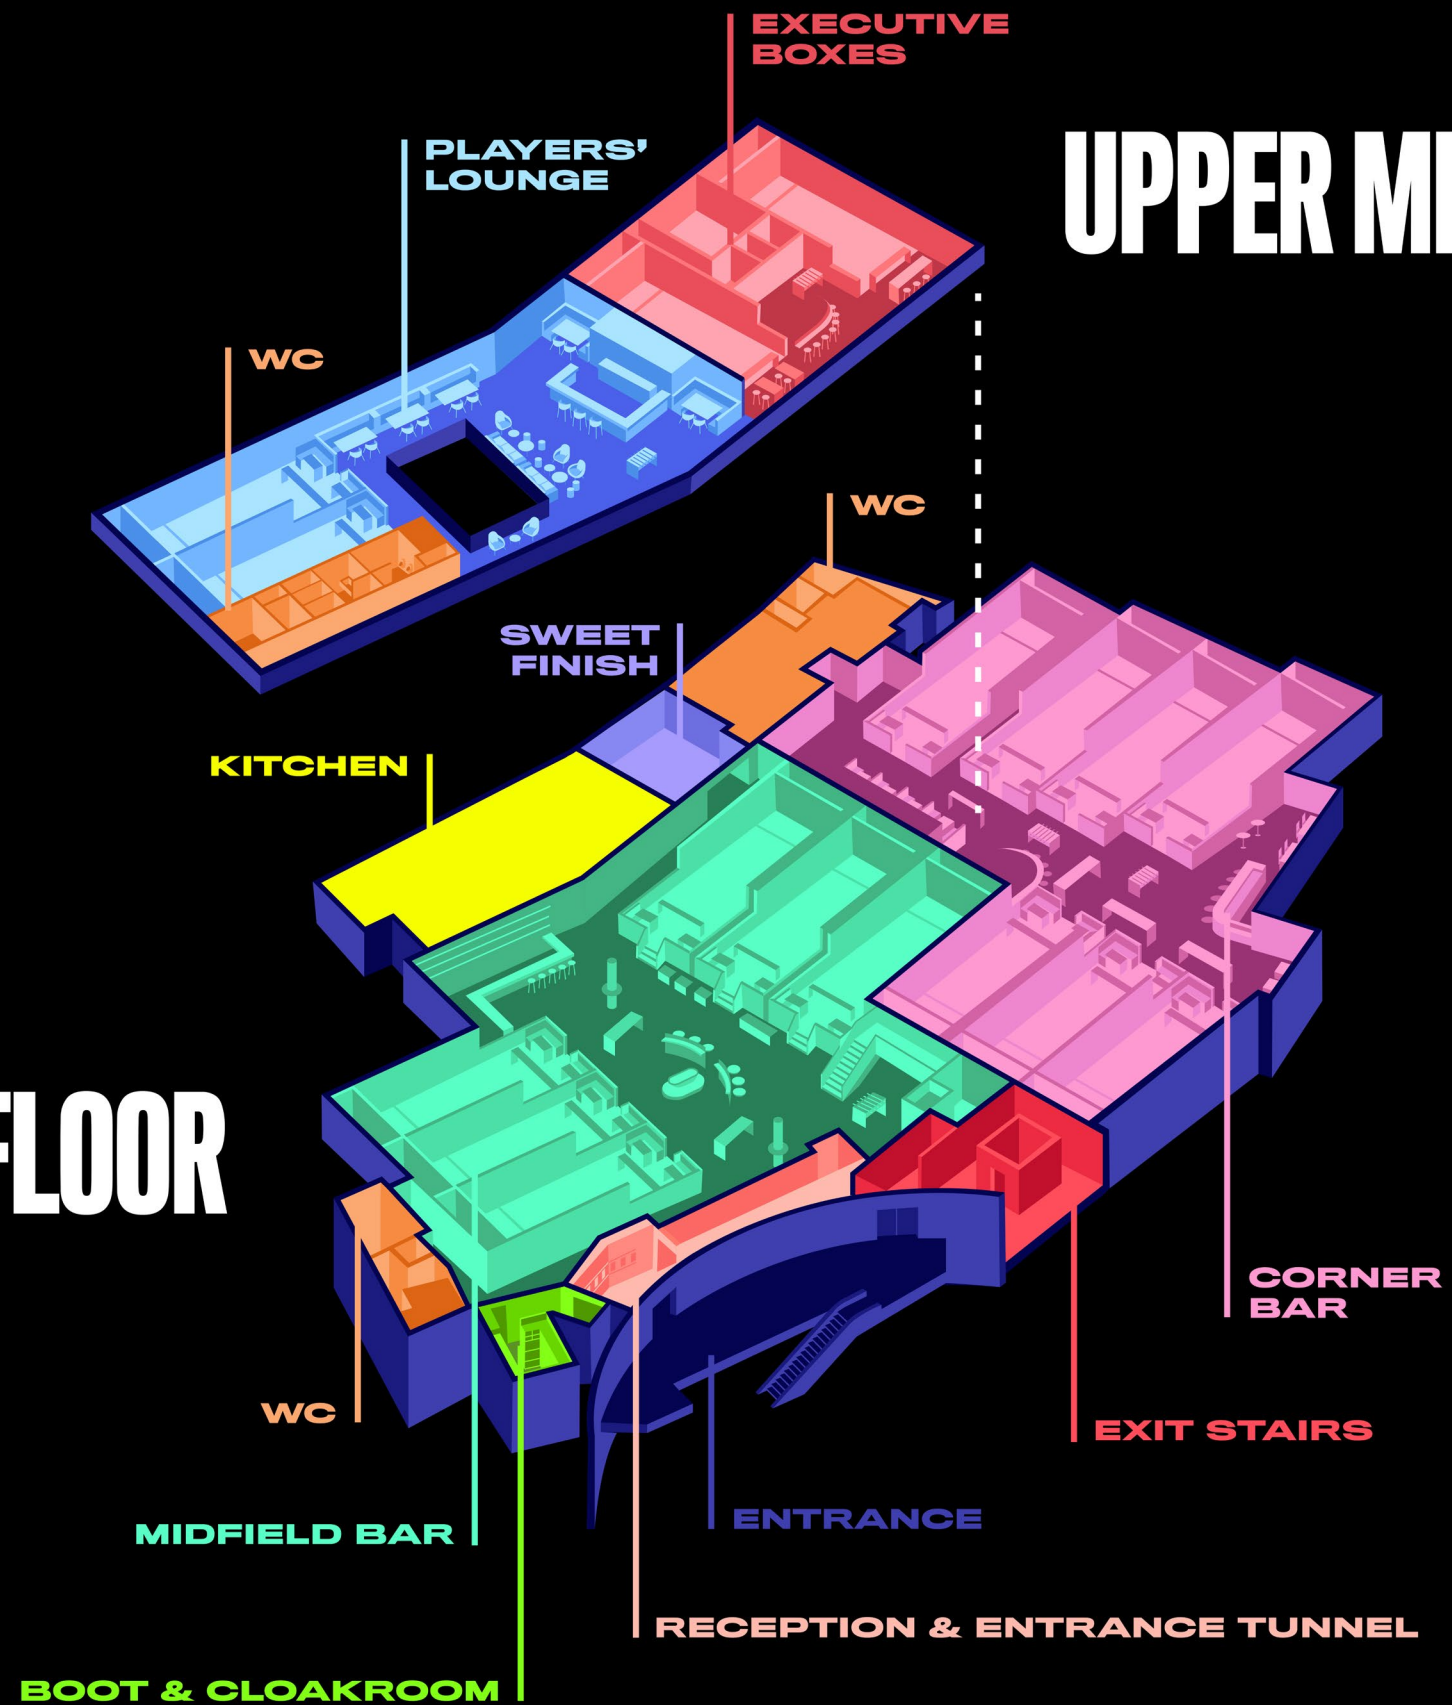 EXECUTIVE
BOXES
PLAYERS'
LOUNGE
UPPER
WC
WC
SWEET
FINISH
KITCHEN
FLOOR
CORNER
BAR
WC
EXIT STAIRS
ENTRANCE
MIDFIELD BAR
RECEPTION & ENTRANCE TUNNEL
BOOT & CLOAKROOM